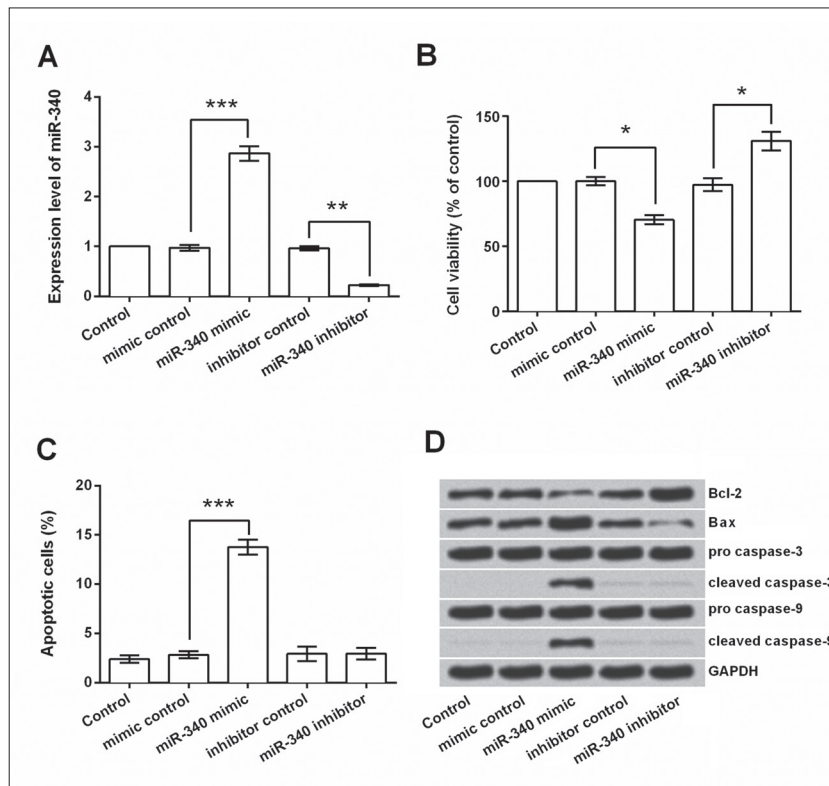 A
Expression level of miR-340
4
3
2
1
0
***
**
Control
mimic control
miR-340 mimic
inhibitor control
miR-340 inhibitor
B
Cell viability (% of control)
150
100
50
0
*
*
Control
mimic control
miR-340 mimic
inhibitor control
miR-340 inhibitor
C
Apoptotic cells (%)
20
15
10
5
0
***
Control
mimic control
miR-340 mimic
inhibitor control
miR-340 inhibitor
D
Bcl-2
Bax
pro caspase-3
cleaved caspase-3
pro caspase-9
cleaved caspase-9
GAPDH
Control
mimic control
miR-340 mimic
inhibitor control
miR-340 inhibitor